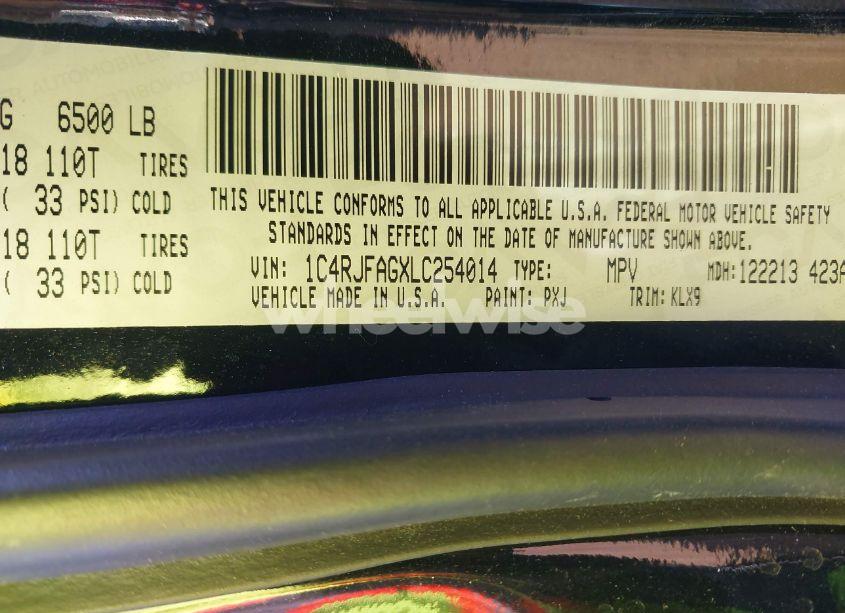 G 6500 LB
18 110T TIRES
( 33 PSI) COLD
18 110T TIRES
( 33 PSI) COLD
THIS VEHICLE CONFORMS TO ALL APPLICABLE U.S.A. FEDERAL MOTOR VEHICLE SAFETY
STANDARDS IN EFFECT ON THE DATE OF MANUFACTURE SHOWN ABOVE.
VIN: 1C4RJFAGXLC254014 TYPE: MPV MDH:122213 423A
VEHICLE MADE IN U.S.A. PAINT: PXJ TRIM: KLX9
wheelwise